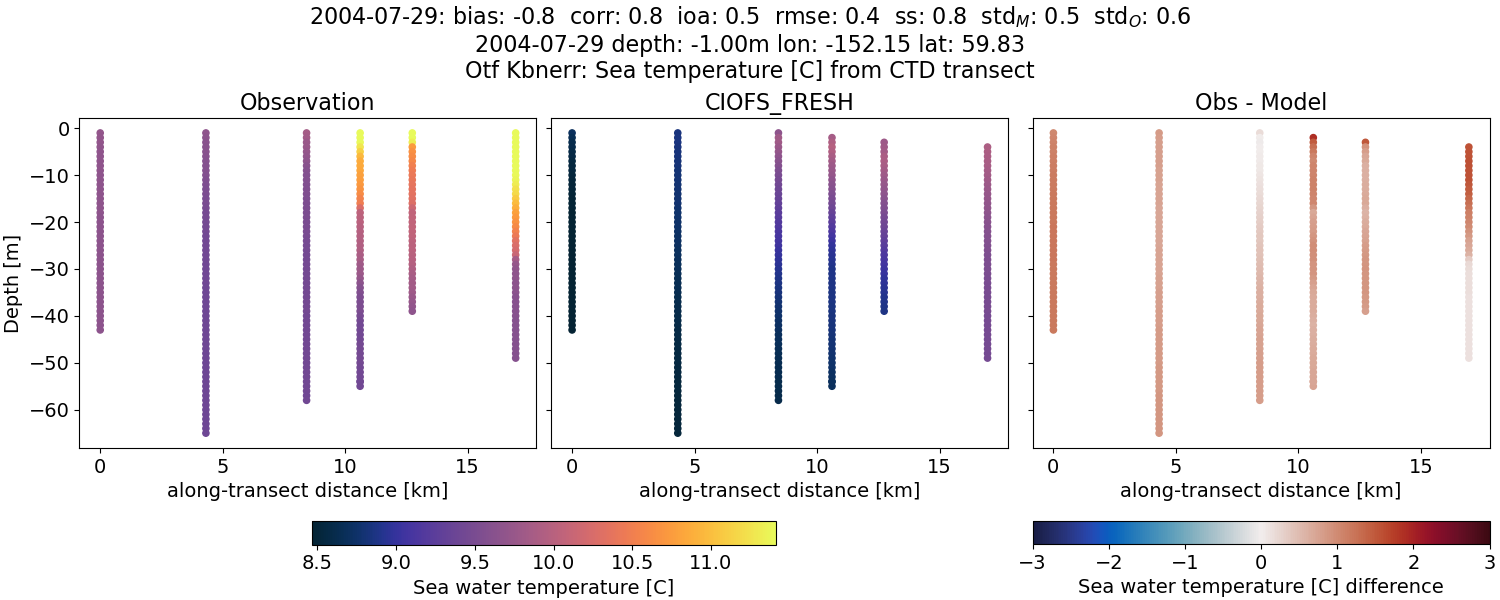 2004-07-29: bias: -0.8  corr: 0.8  ioa: 0.5  rmse: 0.4  ss: 0.8  std_M: 0.5  std_O: 0.6
2004-07-29 depth: -1.00m lon: -152.15 lat: 59.83
Otf Kbnerr: Sea temperature [C] from CTD transect
Observation
CIOFS_FRESH
Obs - Model
Depth [m]
0
−10
−20
−30
−40
−50
−60
0 5 10 15
0 5 10 15
0 5 10 15
along-transect distance [km]
along-transect distance [km]
along-transect distance [km]
8.5 9.0 9.5 10.0 10.5 11.0
Sea water temperature [C]
−3 −2 −1 0 1 2 3
Sea water temperature [C] difference